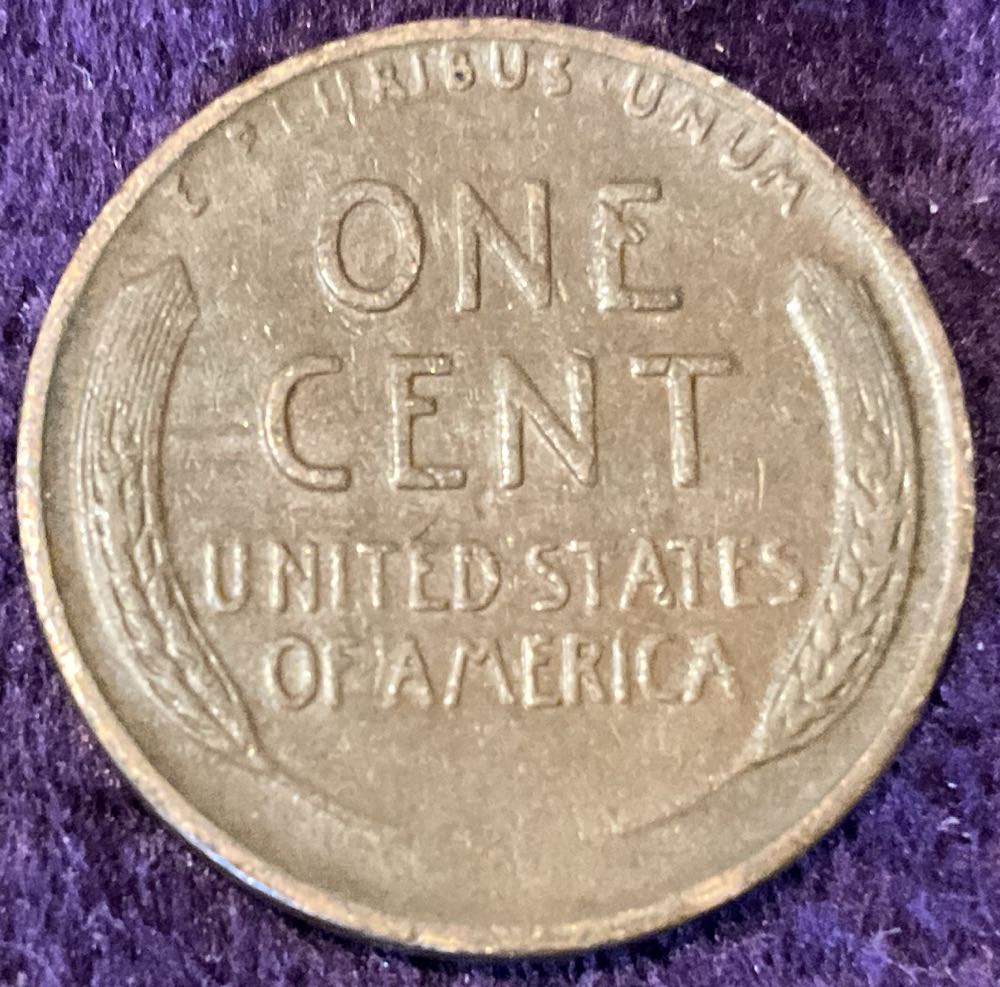 E PLURIBUS · UNUM
ONE
CENT
UNITED STATES
OF AMERICA